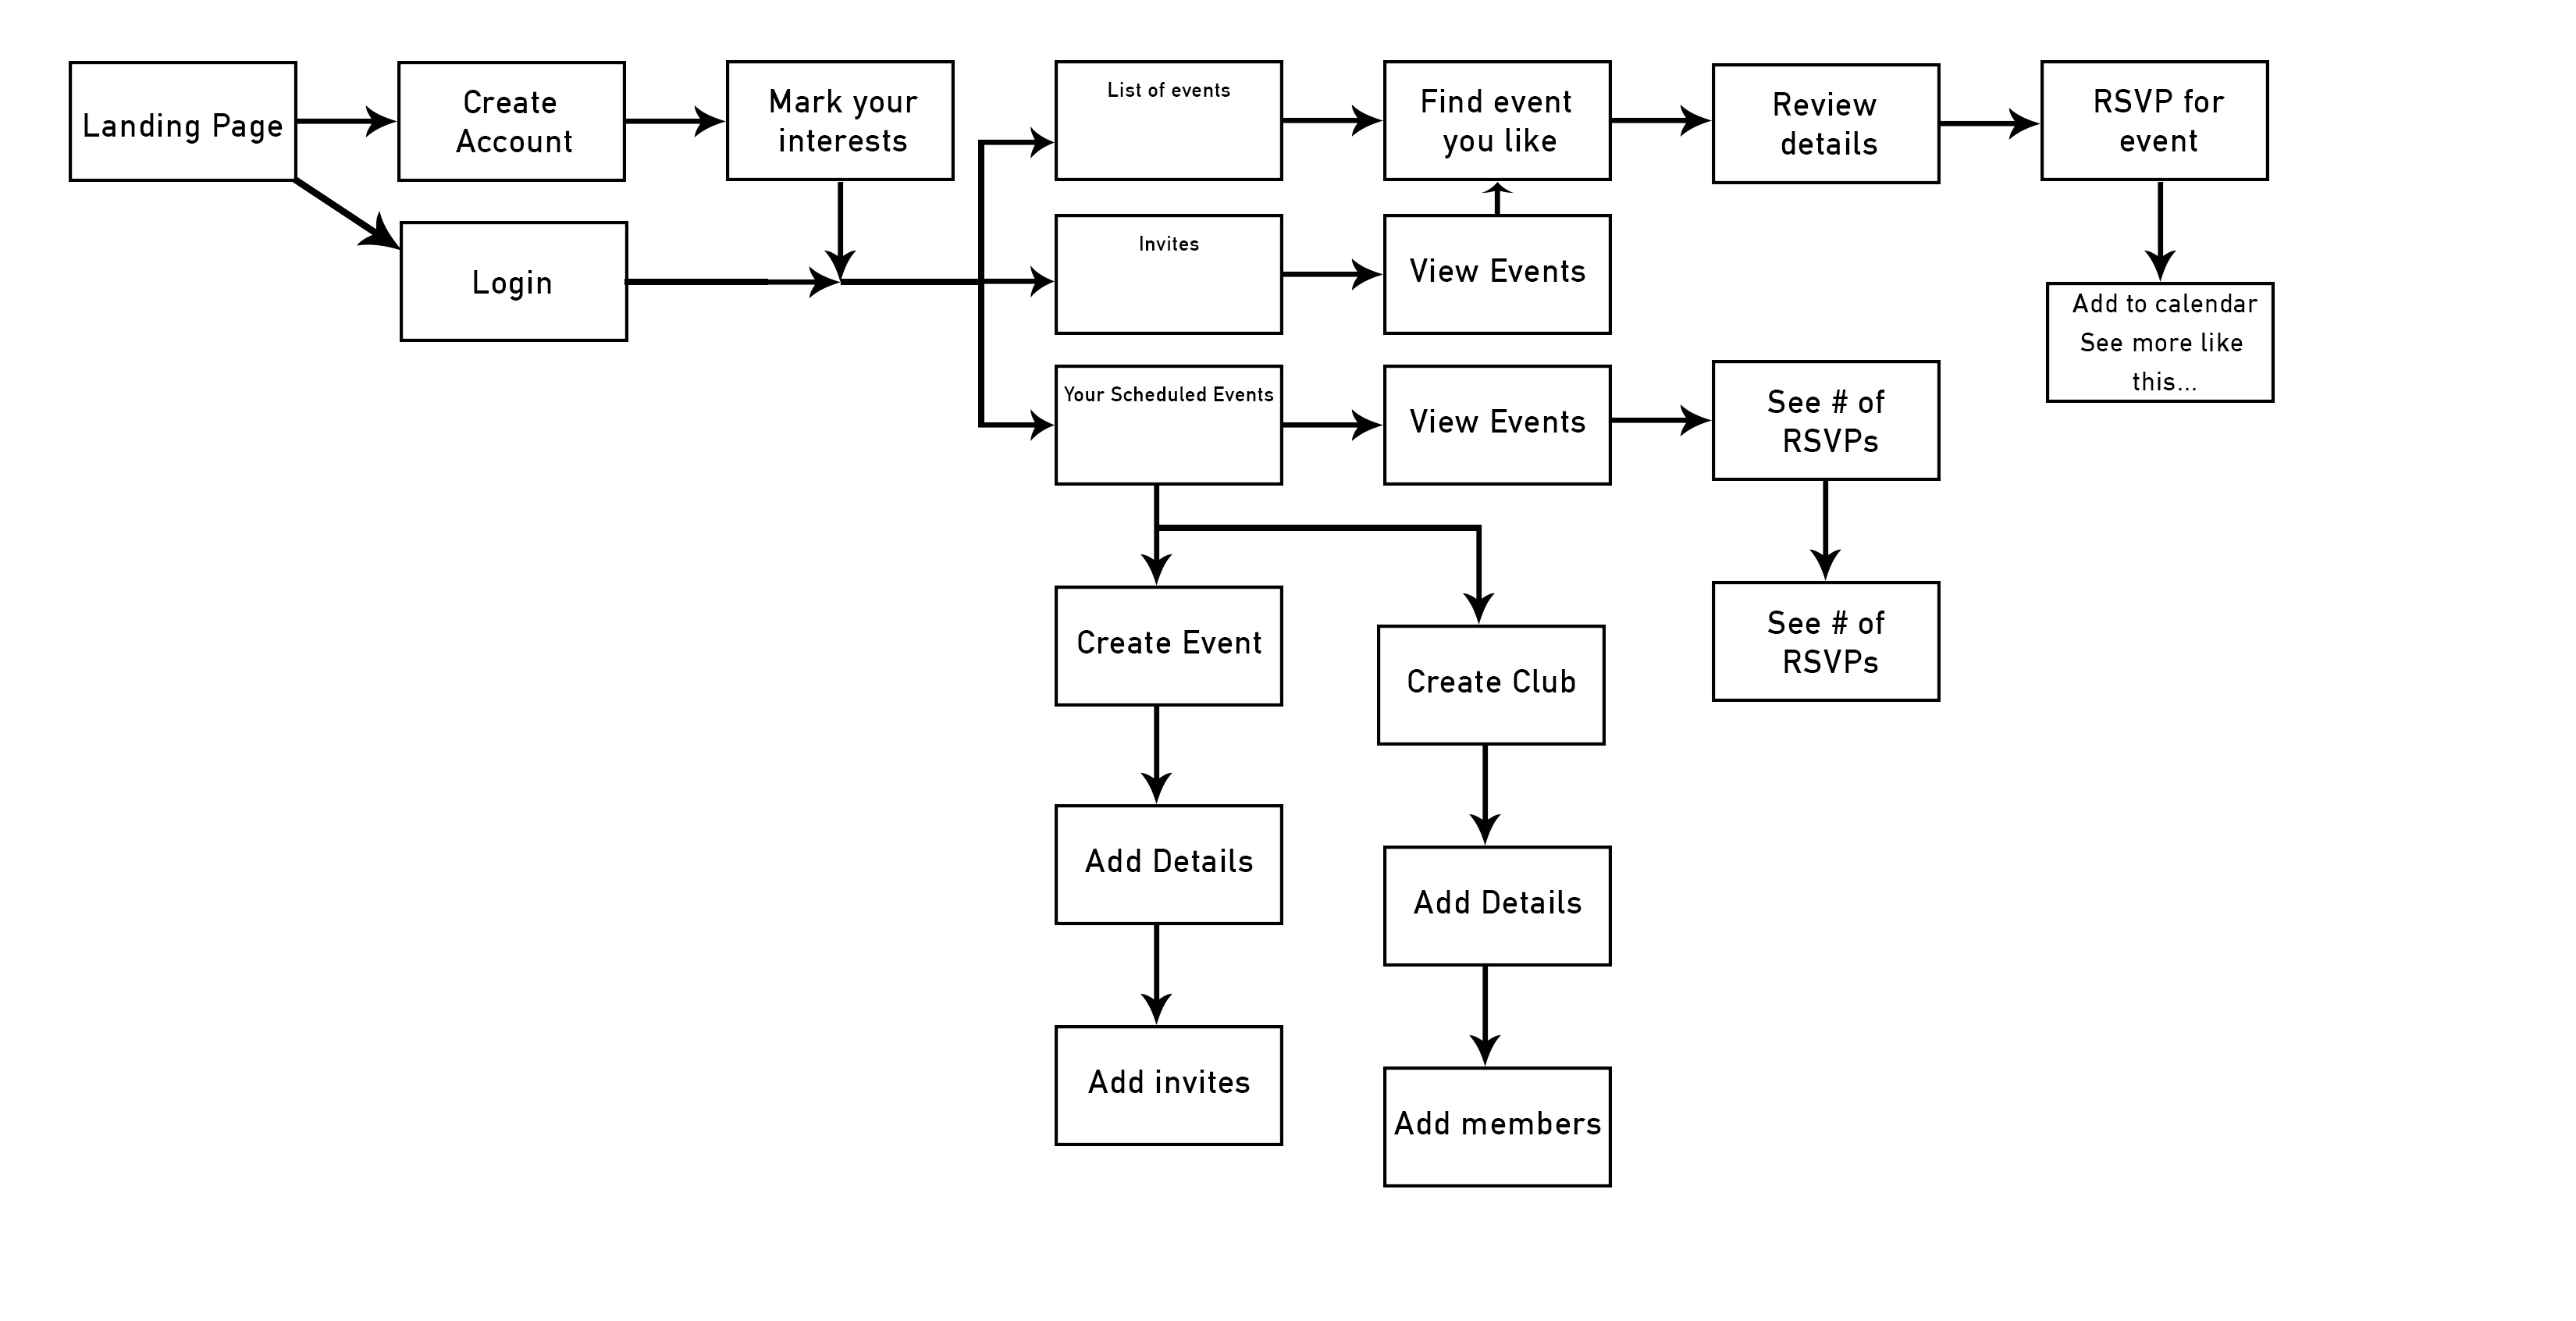 Landing Page
Create
Account
Mark your
interests
List of events
Find event
you like
Review
details
RSVP for
event
Login
Invites
View Events
Add to calendar
See more like
this...
Your Scheduled Events
View Events
See # of
RSVPs
Create Event
Create Club
See # of
RSVPs
Add Details
Add Details
Add invites
Add members